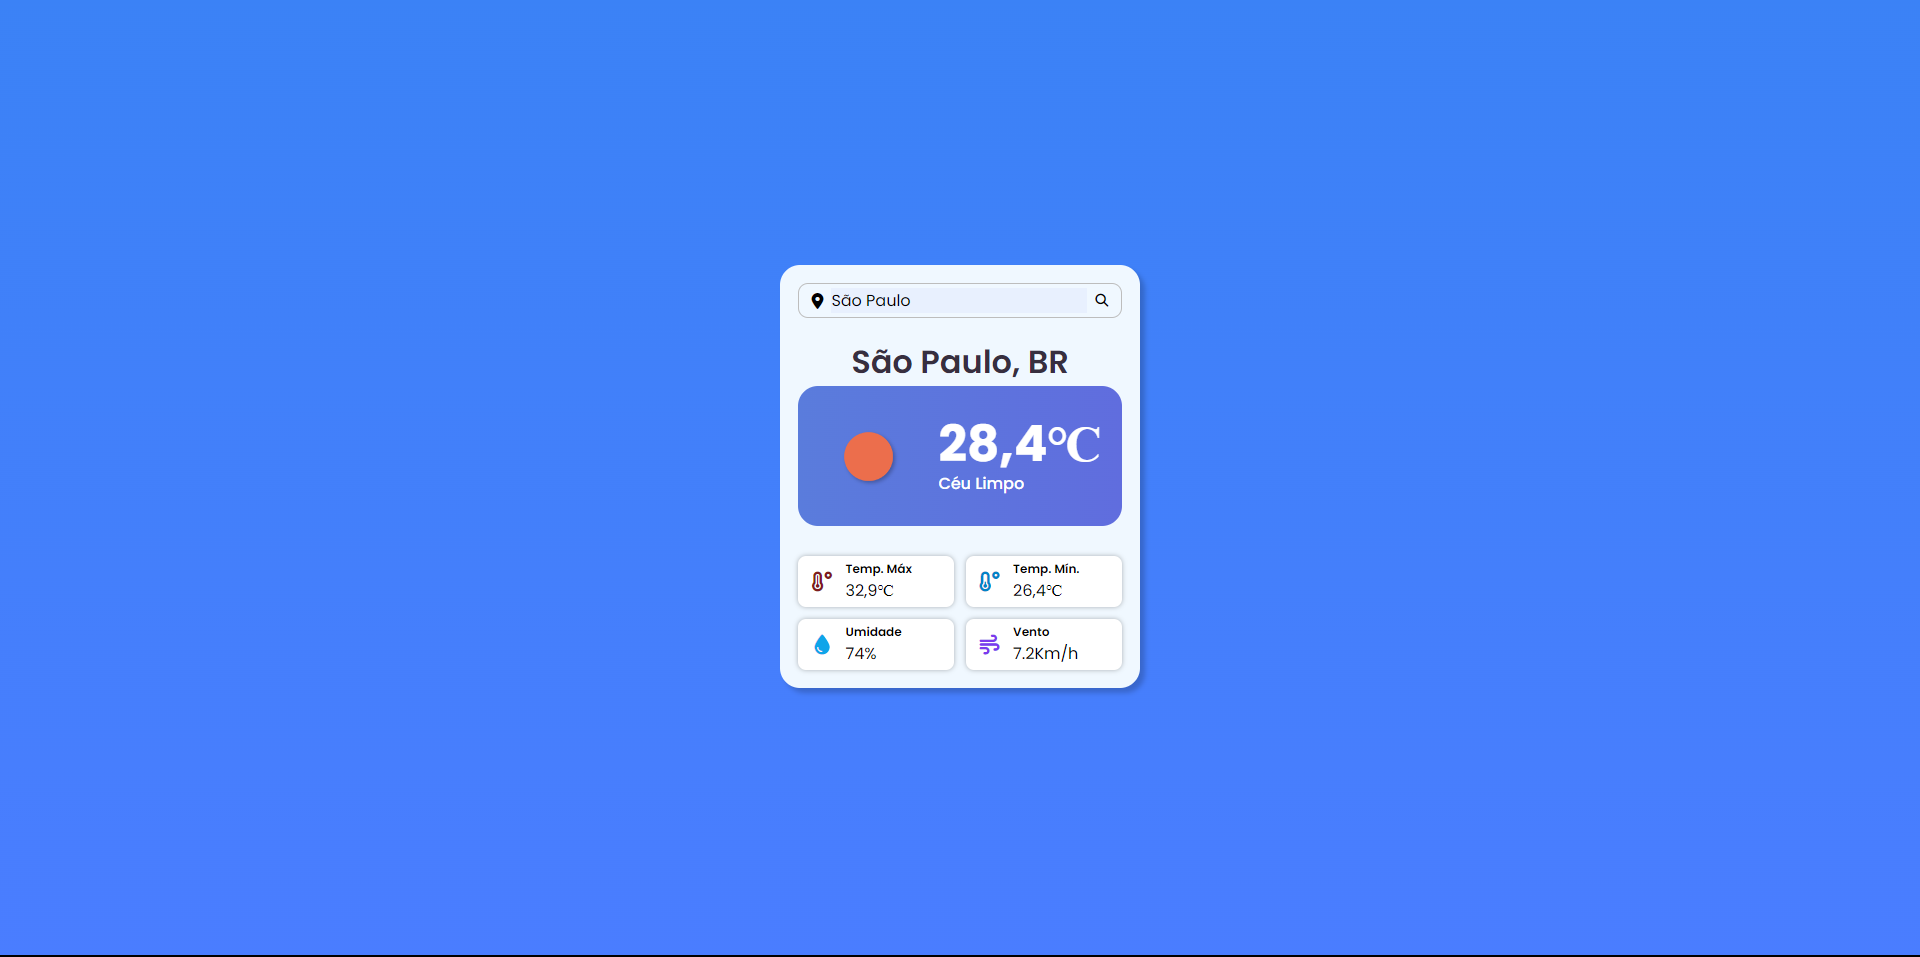 São Paulo
São Paulo, BR
28,4℃
Céu Limpo
Temp. Máx
32,9℃
Temp. Mín.
26,4℃
Umidade
74%
Vento
7.2Km/h